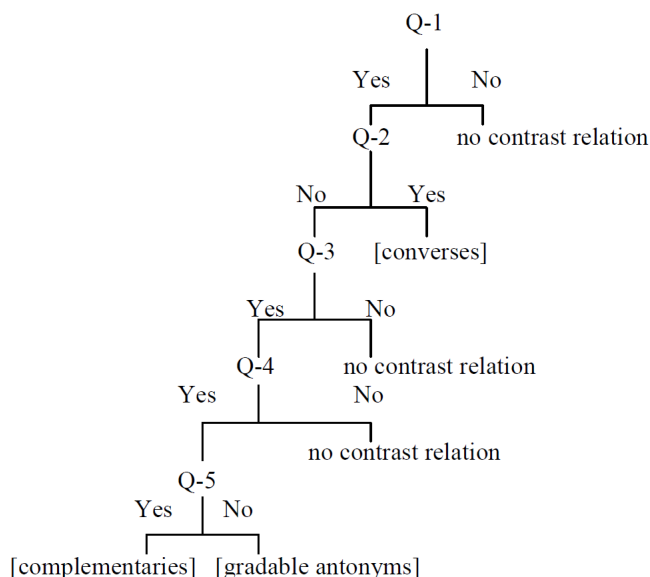 Q-1
Yes No
Q-2 no contrast relation
No Yes
Q-3 [converses]
Yes No
Q-4 no contrast relation
Yes No
no contrast relation
Q-5
Yes No
[complementaries] [gradable antonyms]